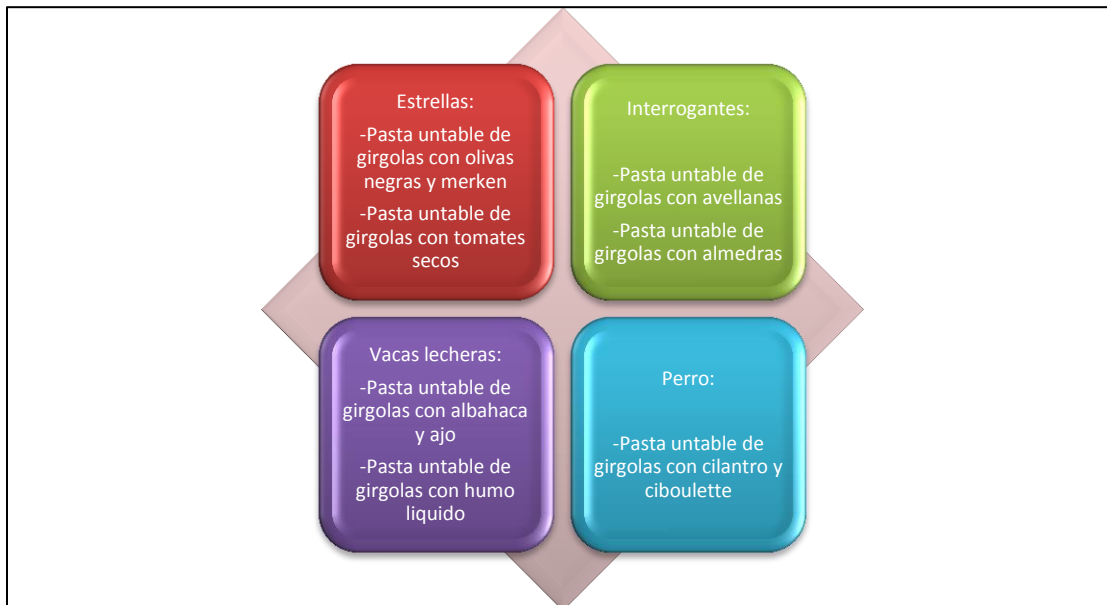 Estrellas:
-Pasta untable de
girgolas con olivas
negras y merken
-Pasta untable de
girgolas con tomates
secos
Interrogantes:
-Pasta untable de
girgolas con avellanas
-Pasta untable de
girgolas con almedras
Vacas lecheras:
-Pasta untable de
girgolas con albahaca
y ajo
-Pasta untable de
girgolas con humo
liquido
Perro:
-Pasta untable de
girgolas con cilantro y
ciboulette